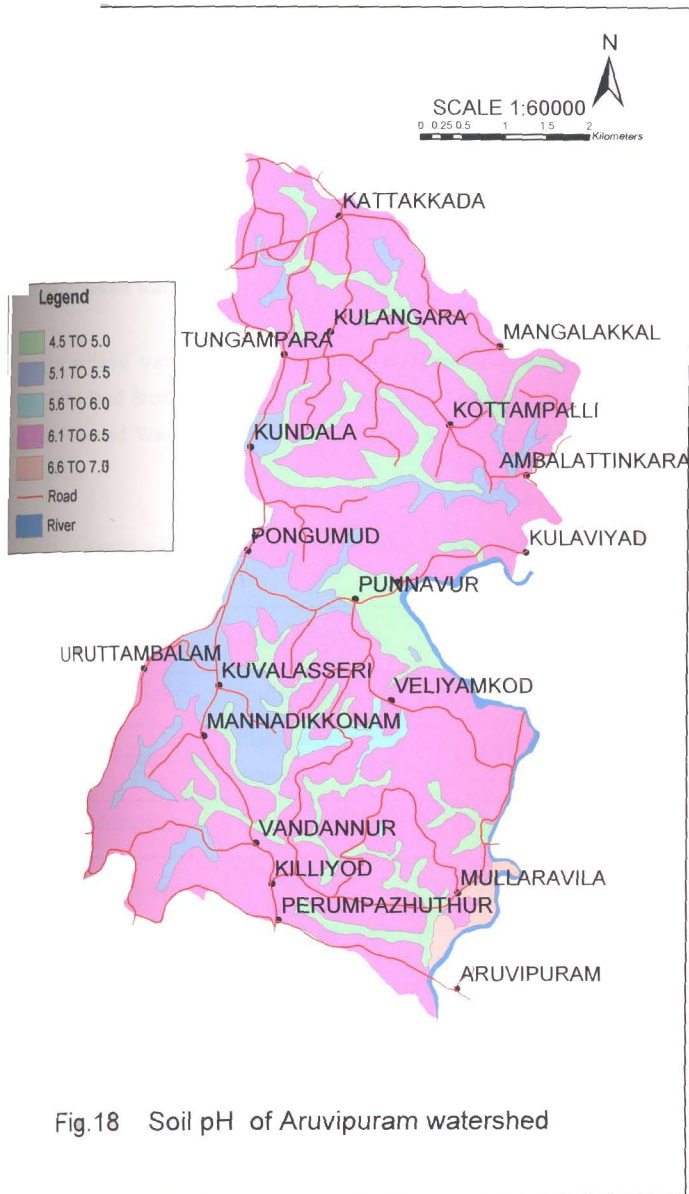 N
SCALE 1:60000
0 0.25 0.5 1 1.5 2
Kilometers
KATTAKKADA
Legend
4.5 TO 5.0
5.1 TO 5.5
5.6 TO 6.0
6.1 TO 6.5
6.6 TO 7.0
Road
River
KULANGARA
TUNGAMPARA
MANGALAKKAL
KOTTAMPALLI
KUNDALA
AMBALATTINKARA
PONGUMUD
KULAVIYAD
PUNNAVUR
URUTTAMBALAM
KUVALASSERI
VELIYAMKOD
MANNADIKKONAM
VANDANNUR
KILLIYOD
MULLARAVILA
PERUMPAZHUTHUR
ARUVIPURAM
Fig.18 Soil pH of Aruvipuram watershed